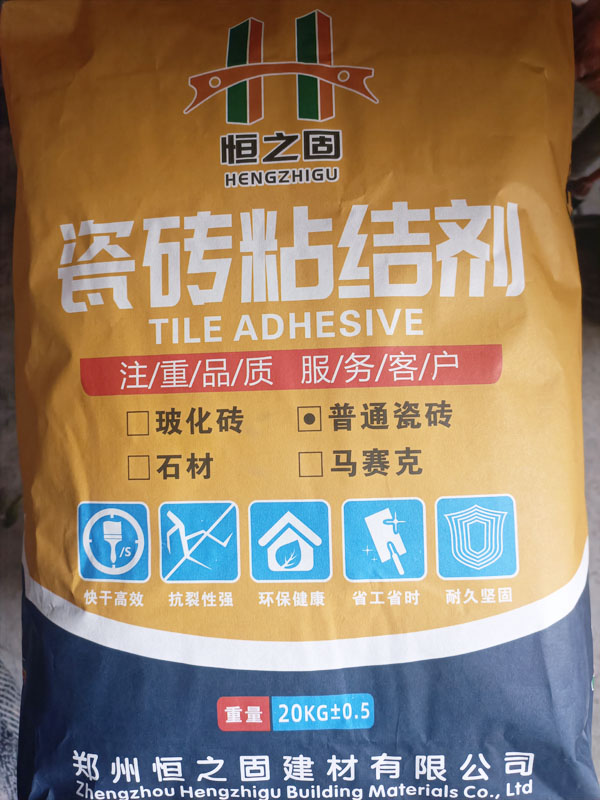 恒之固
HENGZHIGU
瓷砖粘结剂
TILE ADHESIVE
注/重/品/质 服/务/客/户
玻化砖 普通瓷砖
石材 马赛克
/S
快干高效 抗裂性强 环保健康 省工省时 耐久坚固
重量 20KG±0.5
郑州恒之固建材有限公司
Zhengzhou Hengzhigu Building Materials Co., Ltd